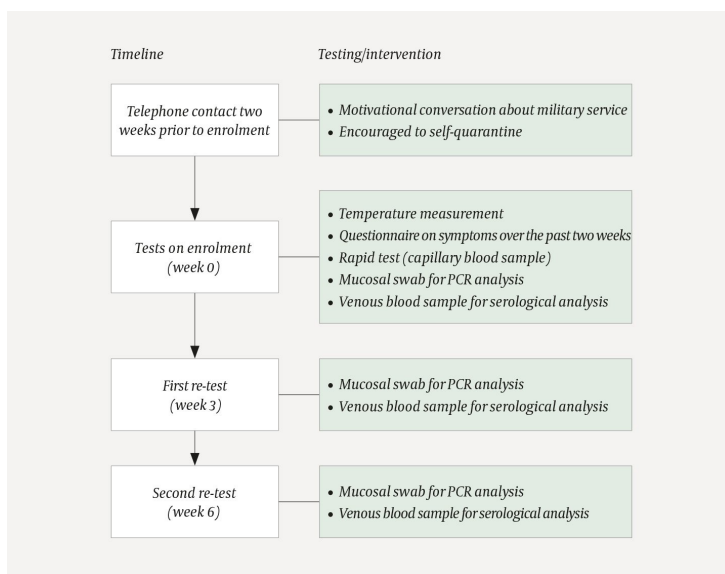 Timeline
Testing/intervention
Telephone contact two
weeks prior to enrolment
• Motivational conversation about military service
• Encouraged to self-quarantine
Tests on enrolment
(week 0)
• Temperature measurement
• Questionnaire on symptoms over the past two weeks
• Rapid test (capillary blood sample)
• Mucosal swab for PCR analysis
• Venous blood sample for serological analysis
First re-test
(week 3)
• Mucosal swab for PCR analysis
• Venous blood sample for serological analysis
Second re-test
(week 6)
• Mucosal swab for PCR analysis
• Venous blood sample for serological analysis